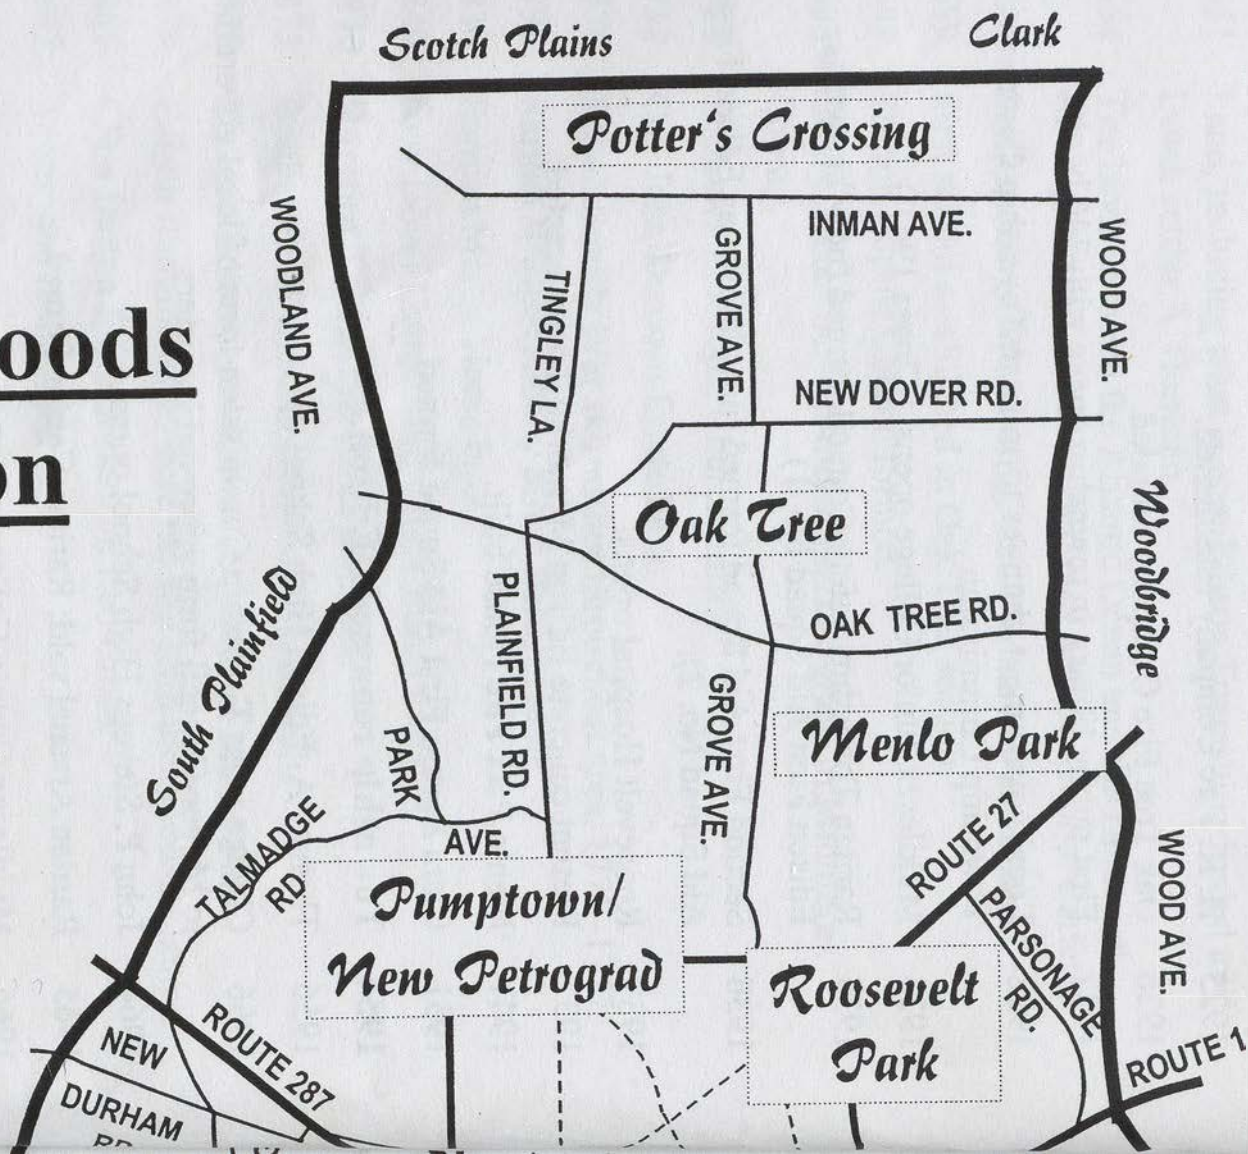 Scotch Plains
Clark
Potter's Crossing
INMAN AVE.
WOODLAND AVE.
TINGLEY LA.
GROVE AVE.
WOOD AVE.
oods
NEW DOVER RD.
on
Oak Tree
Woodbridge
South Plainfield
PLAINFIELD RD.
OAK TREE RD.
GROVE AVE.
Menlo Park
PARK
AVE.
TALMADGE
RD
ROUTE 27
WOOD AVE.
Pumptown/
New Petrograd
PARSONAGE
RD.
Roosevelt
Park
ROUTE 287
NEW
DURHAM
RD
ROUTE 1